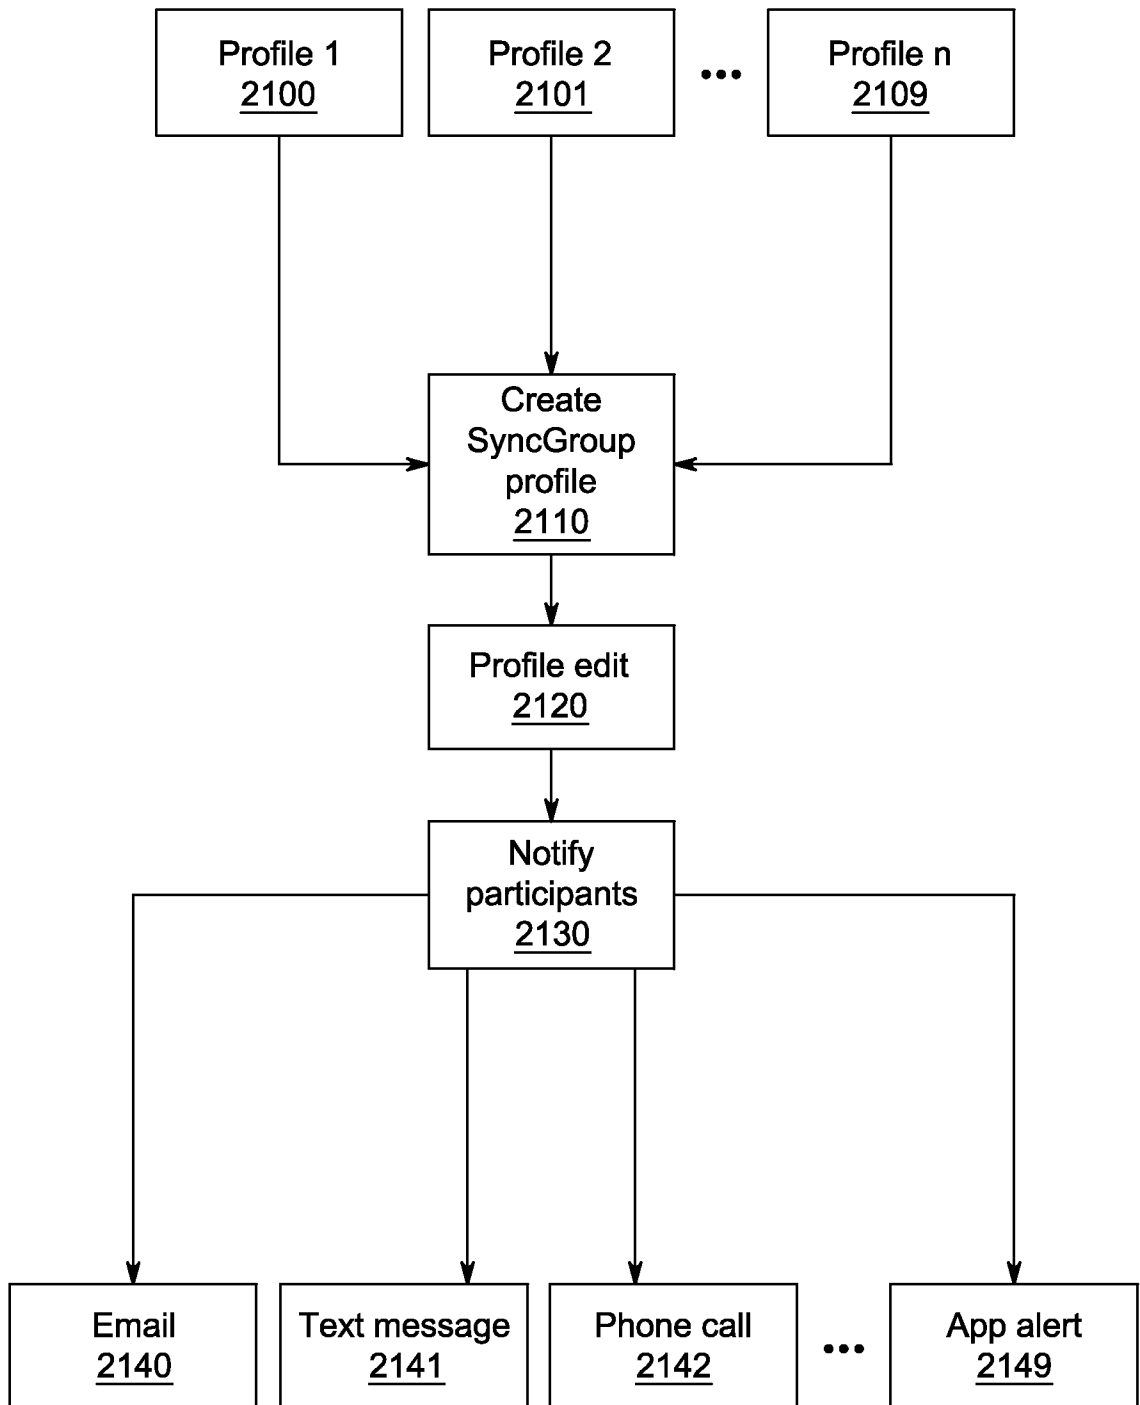 Profile 1
2100
Profile 2
2101
•••
Profile n
2109
Create
SyncGroup
profile
2110
Profile edit
2120
Notify
participants
2130
Email
2140
Text message
2141
Phone call
2142
•••
App alert
2149